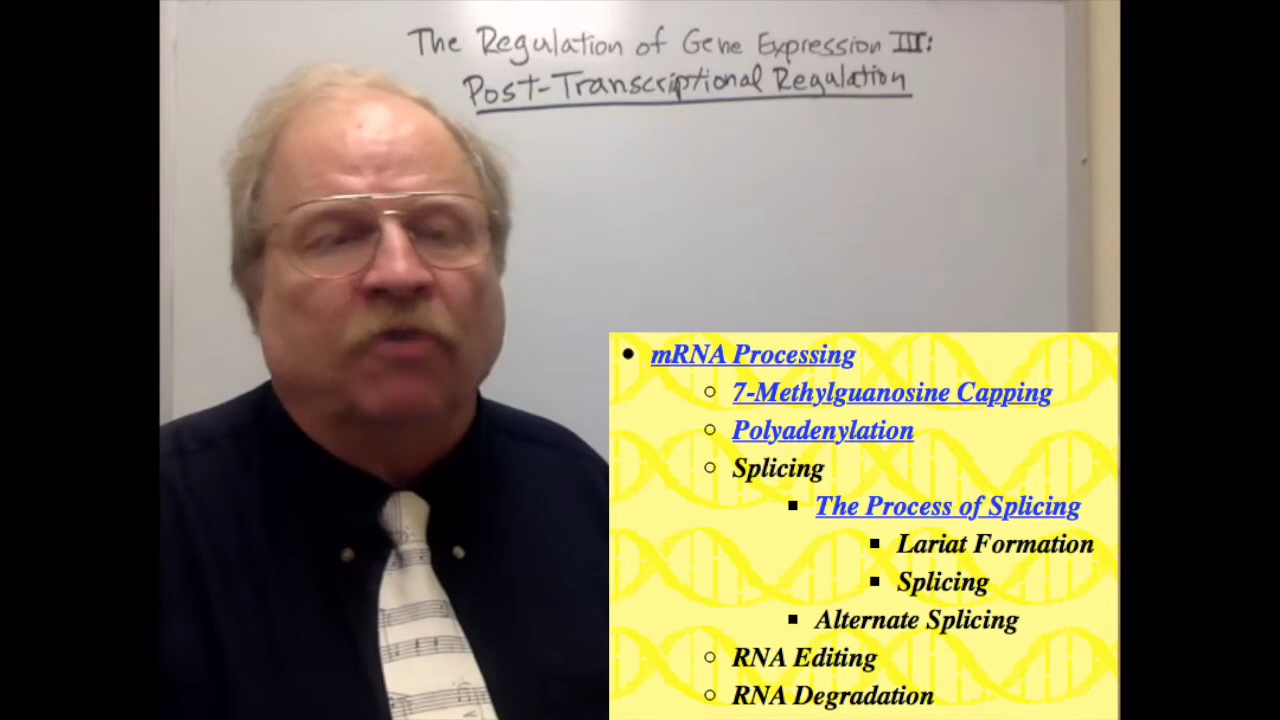 The Regulation of Gene Expression III:
Post-Transcriptional Regulation
mRNA Processing
7-Methylguanosine Capping
Polyadenylation
Splicing
The Process of Splicing
Lariat Formation
Splicing
Alternate Splicing
RNA Editing
RNA Degradation